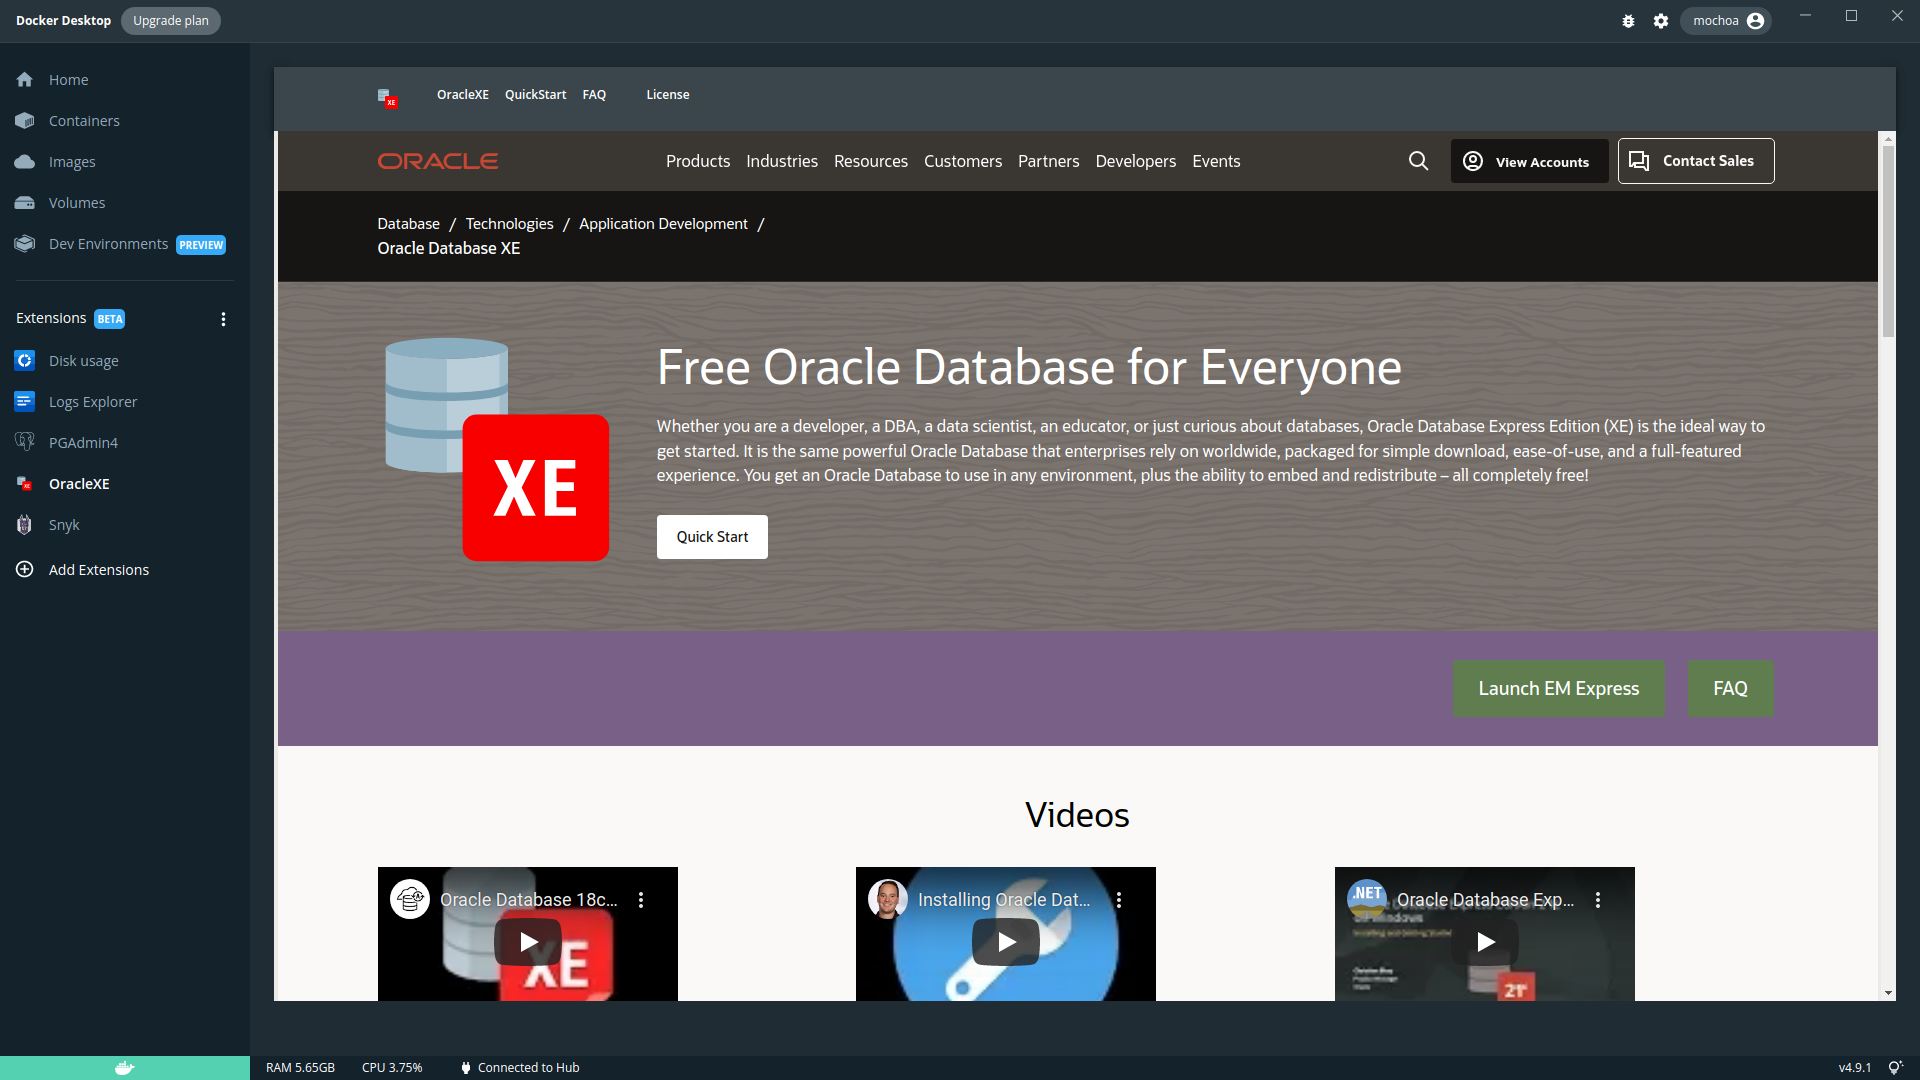 Docker Desktop
Upgrade plan
mochoa
Home
Containers
Images
Volumes
Dev Environments PREVIEW
Extensions BETA
Disk usage
Logs Explorer
PGAdmin4
OracleXE
Snyk
Add Extensions
XE
OracleXE QuickStart FAQ License
ORACLE
Products Industries Resources Customers Partners Developers Events
View Accounts
Contact Sales
Database / Technologies / Application Development /
Oracle Database XE
XE
Free Oracle Database for Everyone
Whether you are a developer, a DBA, a data scientist, an educator, or just curious about databases, Oracle Database Express Edition (XE) is the ideal way to
get started. It is the same powerful Oracle Database that enterprises rely on worldwide, packaged for simple download, ease-of-use, and a full-featured
experience. You get an Oracle Database to use in any environment, plus the ability to embed and redistribute – all completely free!
Quick Start
Launch EM Express
FAQ
Videos
Oracle Database 18c...
XE
Installing Oracle Dat...
.NET
Oracle Database Exp...
RAM 5.65GB CPU 3.75% Connected to Hub
v4.9.1